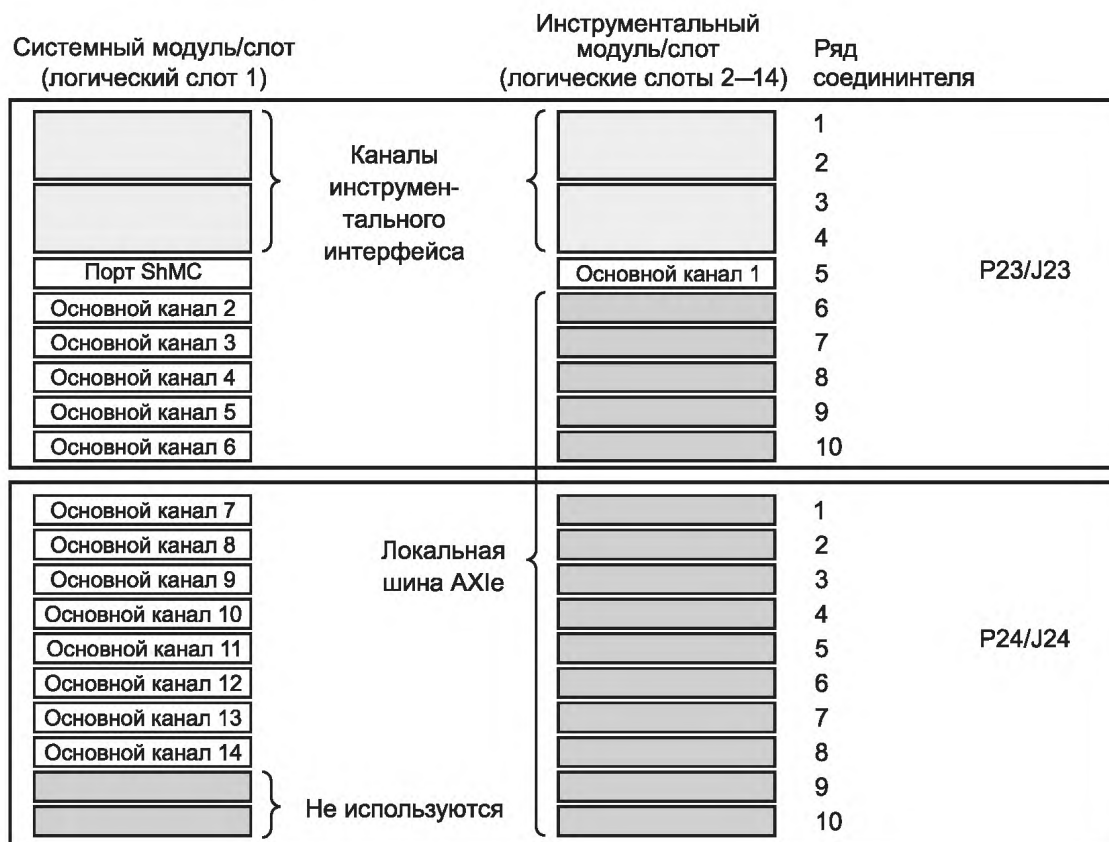 Системный модуль/слот
(логический слот 1)
Инструментальный
модуль/слот
(логические слоты 2—14)
Ряд
соединителя
Каналы
инструмен-
тального
интерфейса
1
2
3
4
Порт ShMC
Основной канал 1
5
P23/J23
Основной канал 2
6
Основной канал 3
7
Основной канал 4
8
Основной канал 5
9
Основной канал 6
10
Основной канал 7
1
Основной канал 8
2
Основной канал 9
3
Локальная
шина AXIe
Основной канал 10
4
Основной канал 11
5
P24/J24
Основной канал 12
6
Основной канал 13
7
Основной канал 14
8
9
Не используются
10